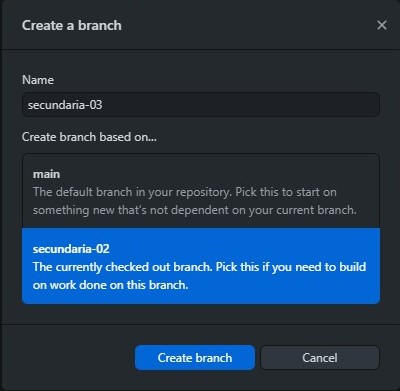 Create a branch
Name
secundaria-03
Create branch based on...
main
The default branch in your repository. Pick this to start on
something new that's not dependent on your current branch.
secundaria-02
The currently checked out branch. Pick this if you need to build
on work done on this branch.
Create branch
Cancel